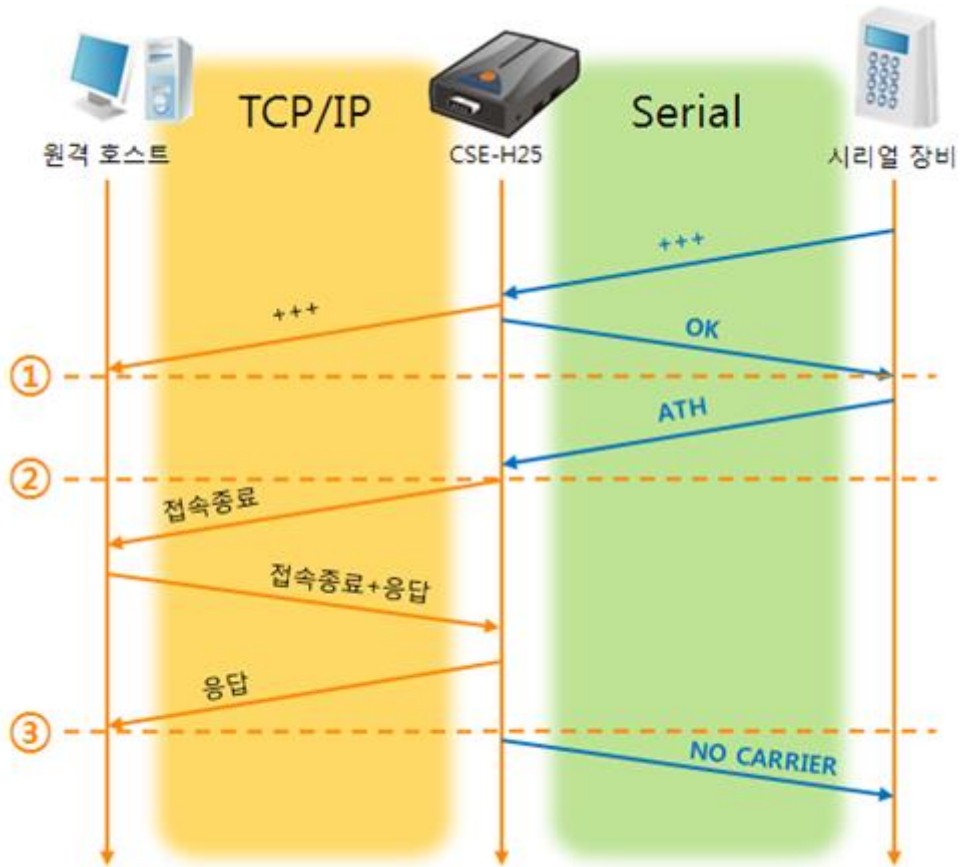 TCP/IP
Serial
원격 호스트
CSE-H25
시리얼 장비
+++
+++
OK
①
ATH
②
접속종료
접속종료+응답
응답
③
NO CARRIER